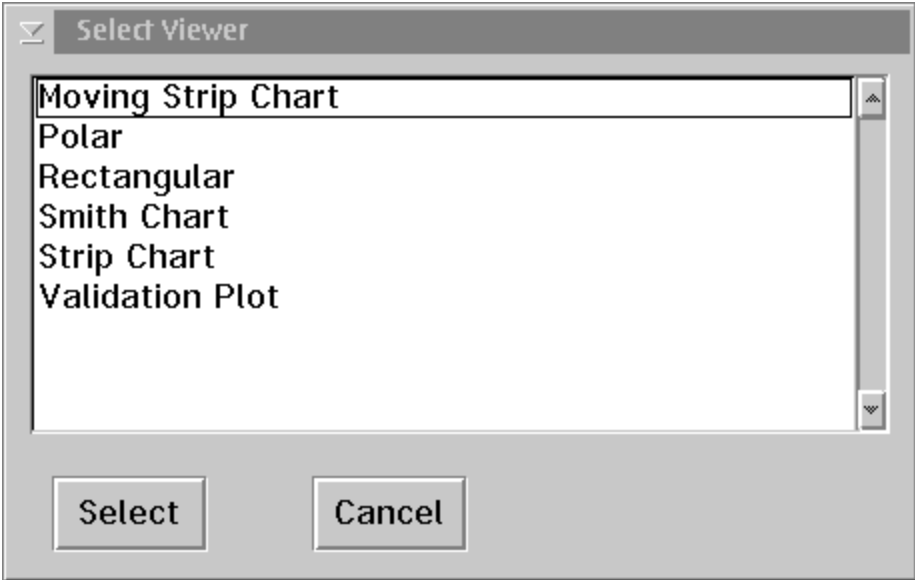 Select Viewer
Moving Strip Chart
Polar
Rectangular
Smith Chart
Strip Chart
Validation Plot
Select Cancel